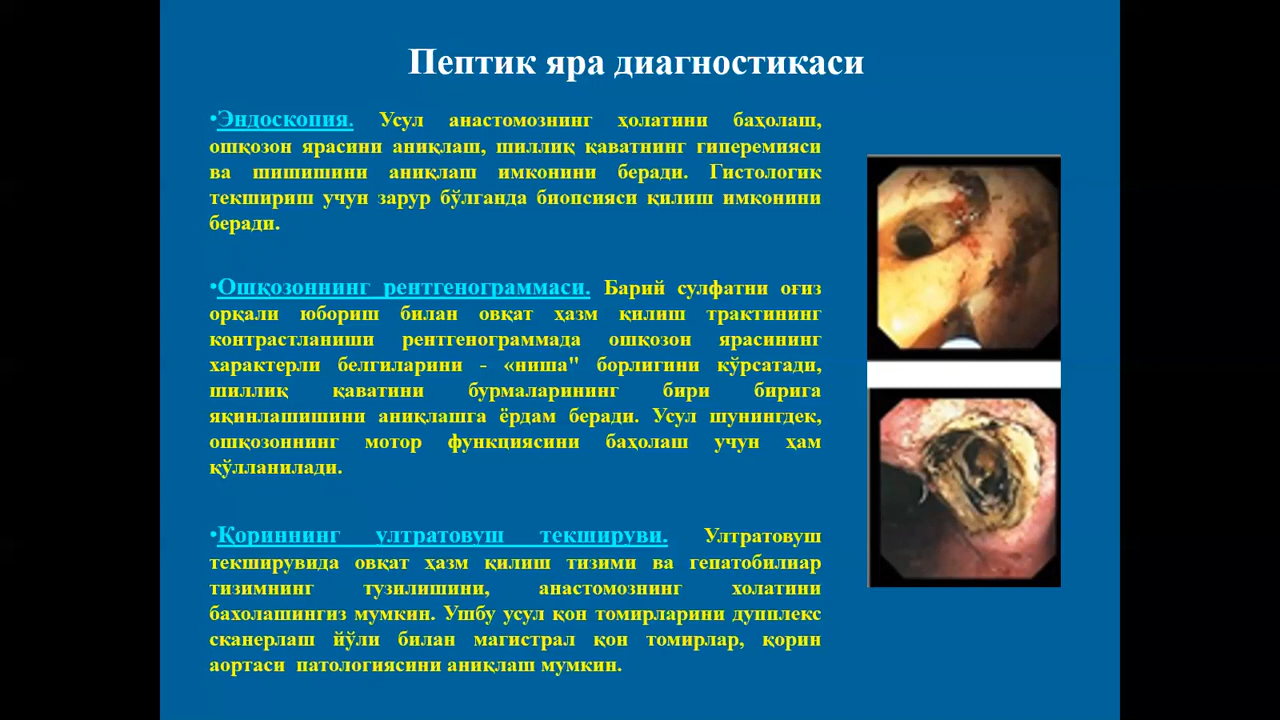 Пептик яра диагностикаси
•Эндоскопия. Усул анастомознинг ҳолатини баҳолаш,
ошқозон ярасини аниқлаш, шиллиқ қаватнинг гиперемияси
ва шишишини аниқлаш имконини беради. Гистологик
текшириш учун зарур бўлганда биопсияси қилиш имконини
беради.
•Ошқозоннинг рентгенограммаси. Барий сулфатни оғиз
орқали юбориш билан овқат ҳазм қилиш трактининг
контрастланиши рентгенограммада ошқозон ярасининг
характерли белгиларини - «ниша" борлигини кўрсатади,
шиллиқ қаватини бурмаларининг бири бирига
яқинлашишини аниқлашга ёрдам беради. Усул шунингдек,
ошқозоннинг мотор функциясини баҳолаш учун ҳам
қўлланилади.
•Қориннинг ултратовуш текшируви. Ултратовуш
текширувида овқат ҳазм қилиш тизими ва гепатобилиар
тизимнинг тузилишини, анастомознинг холатини
бахолашингиз мумкин. Ушбу усул қон томирларини дупплекс
сканерлаш йўли билан магистрал қон томирлар, қорин
аортаси патологиясини аниқлаш мумкин.